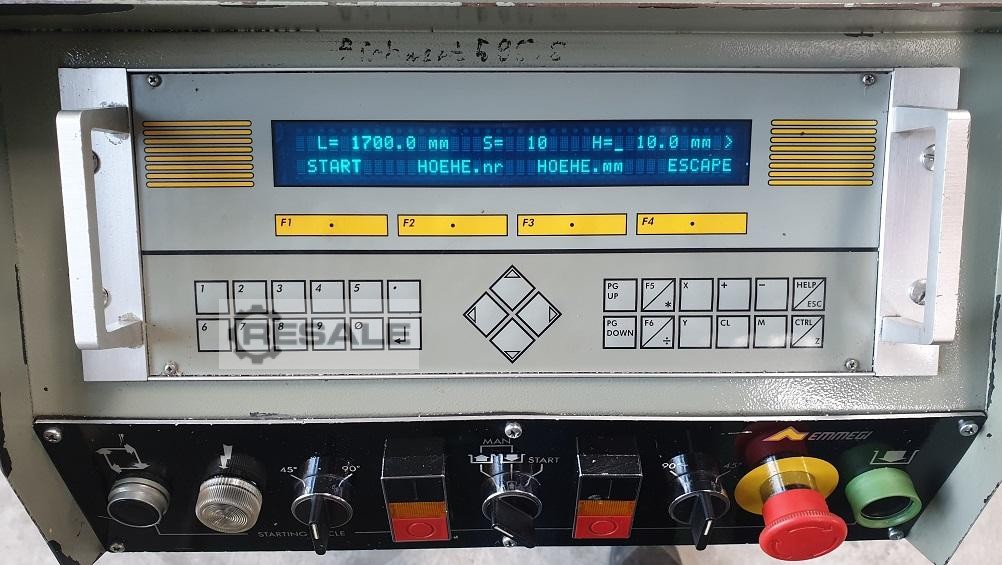 L= 1700.0 mm S= 10 H=_ 10.0 mm >
START HOEHE.nr HOEHE.mm ESCAPE
F1 F2 F3 F4
1 2 3 4 5 .
PG UP F5 * X + - HELP ESC
6 7 8 9 Ø
PG DOWN F6 ÷ Y CL M CTRL Z
RESALE
EMMEGI
MAN
START
45° 90°
90° 45°
STARTING